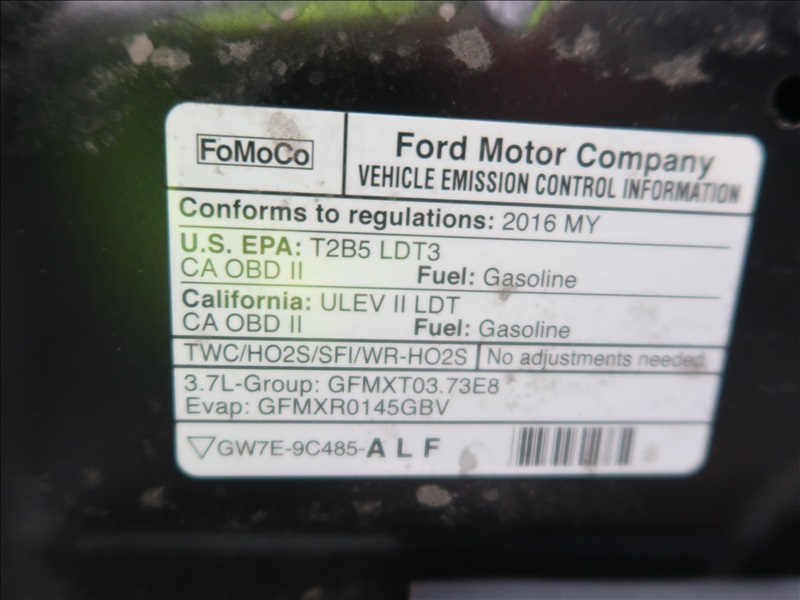 FoMoCo
Ford Motor Company
VEHICLE EMISSION CONTROL INFORMATION
Conforms to regulations: 2016 MY
U.S. EPA: T2B5 LDT3
CA OBD II Fuel: Gasoline
California: ULEV II LDT
CA OBD II Fuel: Gasoline
TWC/HO2S/SFI/WR-HO2S No adjustments needed.
3.7L-Group: GFMXT03.73E8
Evap: GFMXR0145GBV
GW7E-9C485-ALF